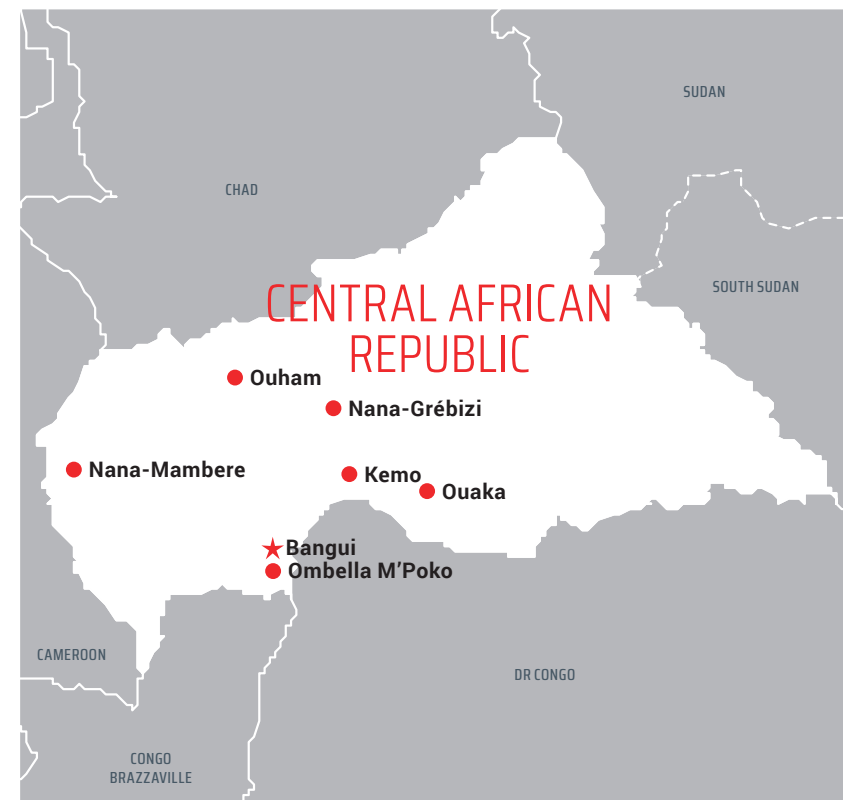 SUDAN
CHAD
SOUTH SUDAN
CENTRAL AFRICAN
REPUBLIC
Ouham
Nana-Grébizi
Nana-Mambere
Kemo
Ouaka
Bangui
Ombella M'Poko
CAMEROON
DR CONGO
CONGO
BRAZZAVILLE